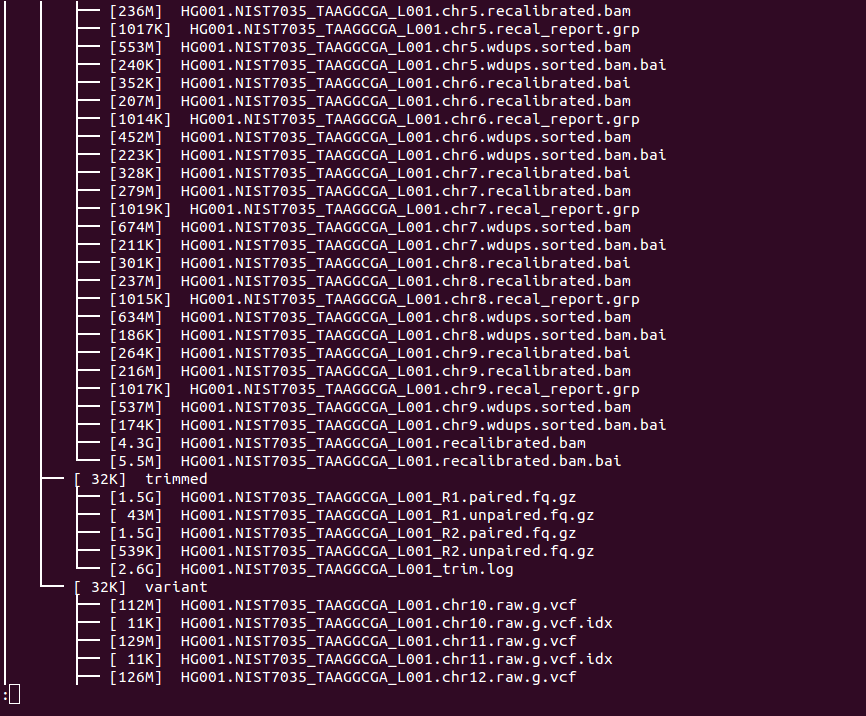 ├── [236M]  HG001.NIST7035_TAAGGCGA_L001.chr5.recalibrated.bam
├── [1017K]  HG001.NIST7035_TAAGGCGA_L001.chr5.recal_report.grp
├── [553M]  HG001.NIST7035_TAAGGCGA_L001.chr5.wdups.sorted.bam
├── [240K]  HG001.NIST7035_TAAGGCGA_L001.chr5.wdups.sorted.bam.bai
├── [352K]  HG001.NIST7035_TAAGGCGA_L001.chr6.recalibrated.bai
├── [207M]  HG001.NIST7035_TAAGGCGA_L001.chr6.recalibrated.bam
├── [1014K]  HG001.NIST7035_TAAGGCGA_L001.chr6.recal_report.grp
├── [452M]  HG001.NIST7035_TAAGGCGA_L001.chr6.wdups.sorted.bam
├── [223K]  HG001.NIST7035_TAAGGCGA_L001.chr6.wdups.sorted.bam.bai
├── [328K]  HG001.NIST7035_TAAGGCGA_L001.chr7.recalibrated.bai
├── [279M]  HG001.NIST7035_TAAGGCGA_L001.chr7.recalibrated.bam
├── [1019K]  HG001.NIST7035_TAAGGCGA_L001.chr7.recal_report.grp
├── [674M]  HG001.NIST7035_TAAGGCGA_L001.chr7.wdups.sorted.bam
├── [211K]  HG001.NIST7035_TAAGGCGA_L001.chr7.wdups.sorted.bam.bai
├── [301K]  HG001.NIST7035_TAAGGCGA_L001.chr8.recalibrated.bai
├── [237M]  HG001.NIST7035_TAAGGCGA_L001.chr8.recalibrated.bam
├── [1015K]  HG001.NIST7035_TAAGGCGA_L001.chr8.recal_report.grp
├── [634M]  HG001.NIST7035_TAAGGCGA_L001.chr8.wdups.sorted.bam
├── [186K]  HG001.NIST7035_TAAGGCGA_L001.chr8.wdups.sorted.bam.bai
├── [264K]  HG001.NIST7035_TAAGGCGA_L001.chr9.recalibrated.bai
├── [216M]  HG001.NIST7035_TAAGGCGA_L001.chr9.recalibrated.bam
├── [1017K]  HG001.NIST7035_TAAGGCGA_L001.chr9.recal_report.grp
├── [537M]  HG001.NIST7035_TAAGGCGA_L001.chr9.wdups.sorted.bam
├── [174K]  HG001.NIST7035_TAAGGCGA_L001.chr9.wdups.sorted.bam.bai
├── [4.3G]  HG001.NIST7035_TAAGGCGA_L001.recalibrated.bam
└── [5.5M]  HG001.NIST7035_TAAGGCGA_L001.recalibrated.bam.bai
├── [ 32K]  trimmed
├── [1.5G]  HG001.NIST7035_TAAGGCGA_L001_R1.paired.fq.gz
├── [ 43M]  HG001.NIST7035_TAAGGCGA_L001_R1.unpaired.fq.gz
├── [1.5G]  HG001.NIST7035_TAAGGCGA_L001_R2.paired.fq.gz
├── [539K]  HG001.NIST7035_TAAGGCGA_L001_R2.unpaired.fq.gz
└── [2.6G]  HG001.NIST7035_TAAGGCGA_L001_trim.log
└── [ 32K]  variant
├── [112M]  HG001.NIST7035_TAAGGCGA_L001.chr10.raw.g.vcf
├── [ 11K]  HG001.NIST7035_TAAGGCGA_L001.chr10.raw.g.vcf.idx
├── [129M]  HG001.NIST7035_TAAGGCGA_L001.chr11.raw.g.vcf
├── [ 11K]  HG001.NIST7035_TAAGGCGA_L001.chr11.raw.g.vcf.idx
├── [126M]  HG001.NIST7035_TAAGGCGA_L001.chr12.raw.g.vcf
: